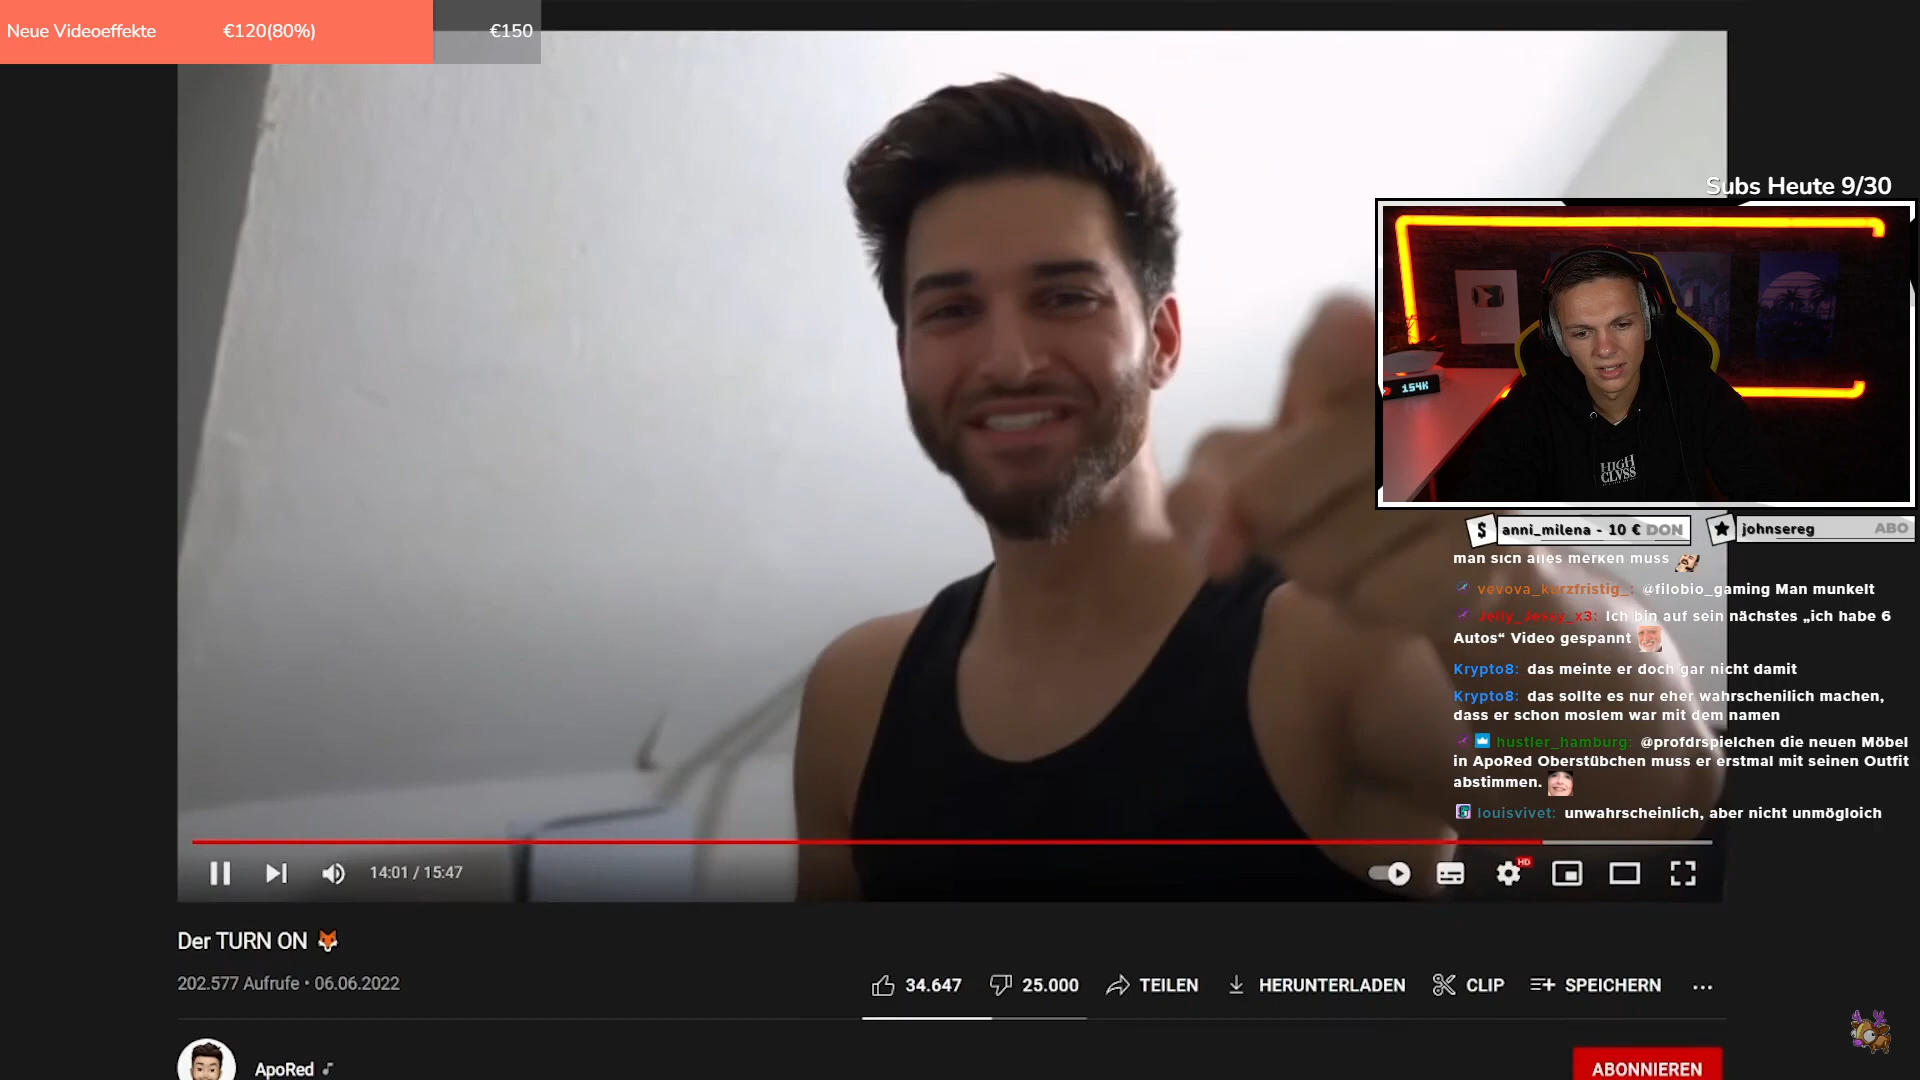 Neue Videoeffekte €120(80%) €150
Subs Heute 9/30
154K
HIGH
CLVSS
$ anni_milena - 10 € DON
johnsereg ABO
man sich alles merken muss
vevova_kurzfristig_: @filobio_gaming Man munkelt
Jelly_Jessy_x3: Ich bin auf sein nächstes „ich habe 6
Autos“ Video gespannt
Krypto8: das meinte er doch gar nicht damit
Krypto8: das sollte es nur eher wahrschenilich machen,
dass er schon moslem war mit dem namen
hustler_hamburg: @profdrspielchen die neuen Möbel
in ApoRed Oberstübchen muss er erstmal mit seinen Outfit
abstimmen.
louisvivet: unwahrscheinlich, aber nicht unmögloich
14:01 / 15:47
HD
Der TURN ON
202.577 Aufrufe • 06.06.2022
34.647 25.000 TEILEN HERUNTERLADEN CLIP SPEICHERN
ApoRed
ABONNIEREN